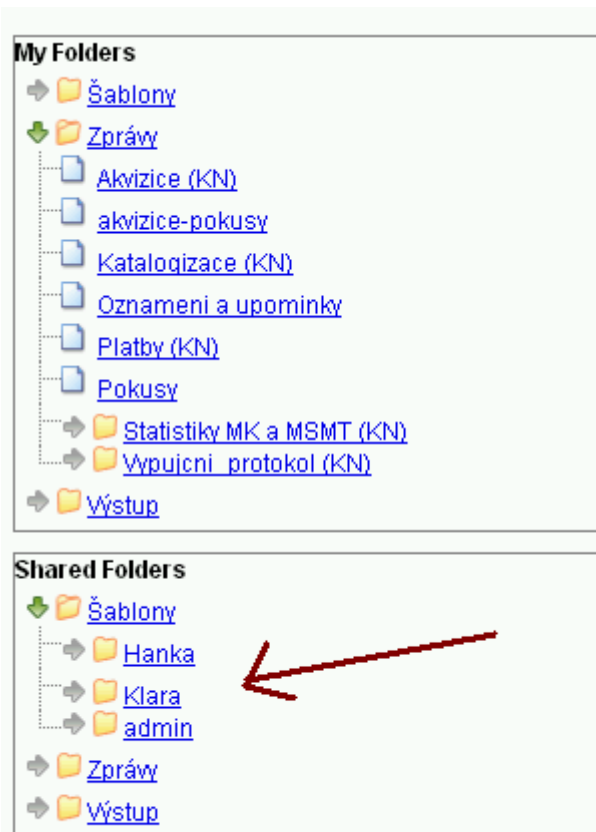 My Folders
Šablony
Zprávy
Akvizice (KN)
akvizice-pokusy
Katalogizace (KN)
Oznameni a upominky
Platby (KN)
Pokusy
Statistiky MK a MSMT (KN)
Vypujcni_protokol (KN)
Výstup
Shared Folders
Šablony
Hanka
Klara
admin
Zprávy
Výstup